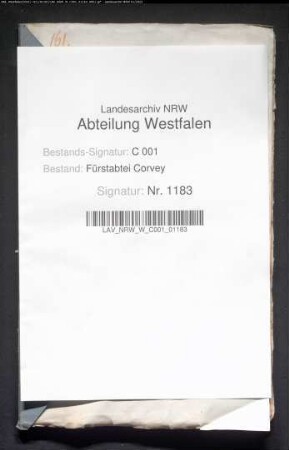 161.
Landesarchiv NRW
Abteilung Westfalen
Bestands-Signatur: C 001
Bestand: Fürstabtei Corvey
Signatur: Nr. 1183
LAV_NRW_W_C001_01183